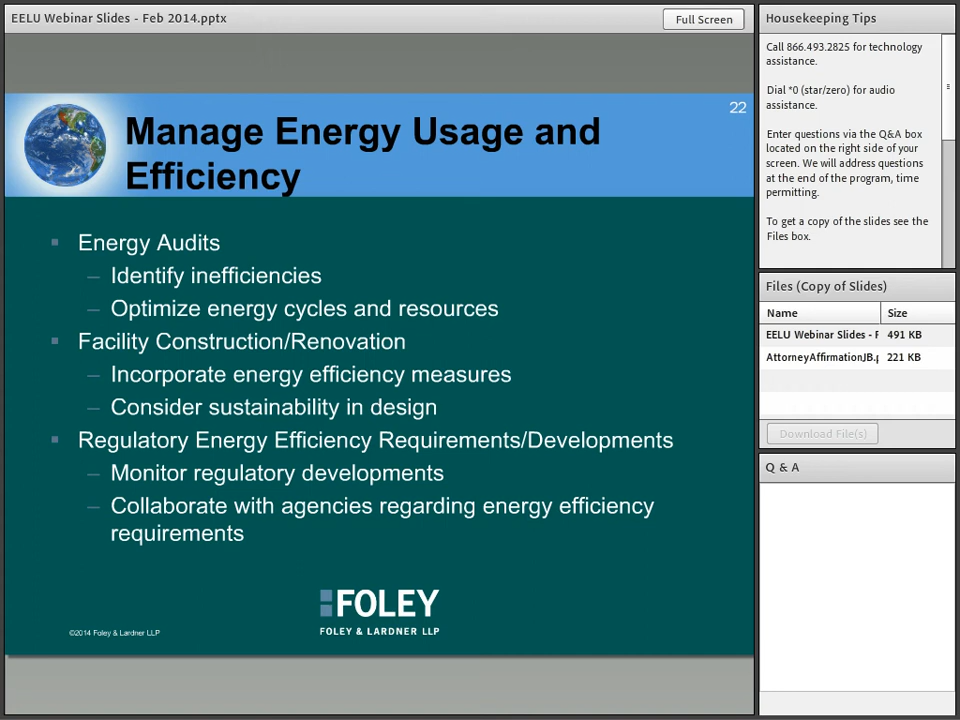 EELU Webinar Slides - Feb 2014.pptx
Full Screen
22
Manage Energy Usage and
Efficiency
▪ Energy Audits
– Identify inefficiencies
– Optimize energy cycles and resources
▪ Facility Construction/Renovation
– Incorporate energy efficiency measures
– Consider sustainability in design
▪ Regulatory Energy Efficiency Requirements/Developments
– Monitor regulatory developments
– Collaborate with agencies regarding energy efficiency
requirements
FOLEY
FOLEY & LARDNER LLP
©2014 Foley & Lardner LLP
Housekeeping Tips
Call 866.493.2825 for technology
assistance.
Dial *0 (star/zero) for audio
assistance.
Enter questions via the Q&A box
located on the right side of your
screen. We will address questions
at the end of the program, time
permitting.
To get a copy of the slides see the
Files box.
Files (Copy of Slides)
Name Size
EELU Webinar Slides - F 491 KB
AttorneyAffirmationJB.p 221 KB
Download File(s)
Q & A